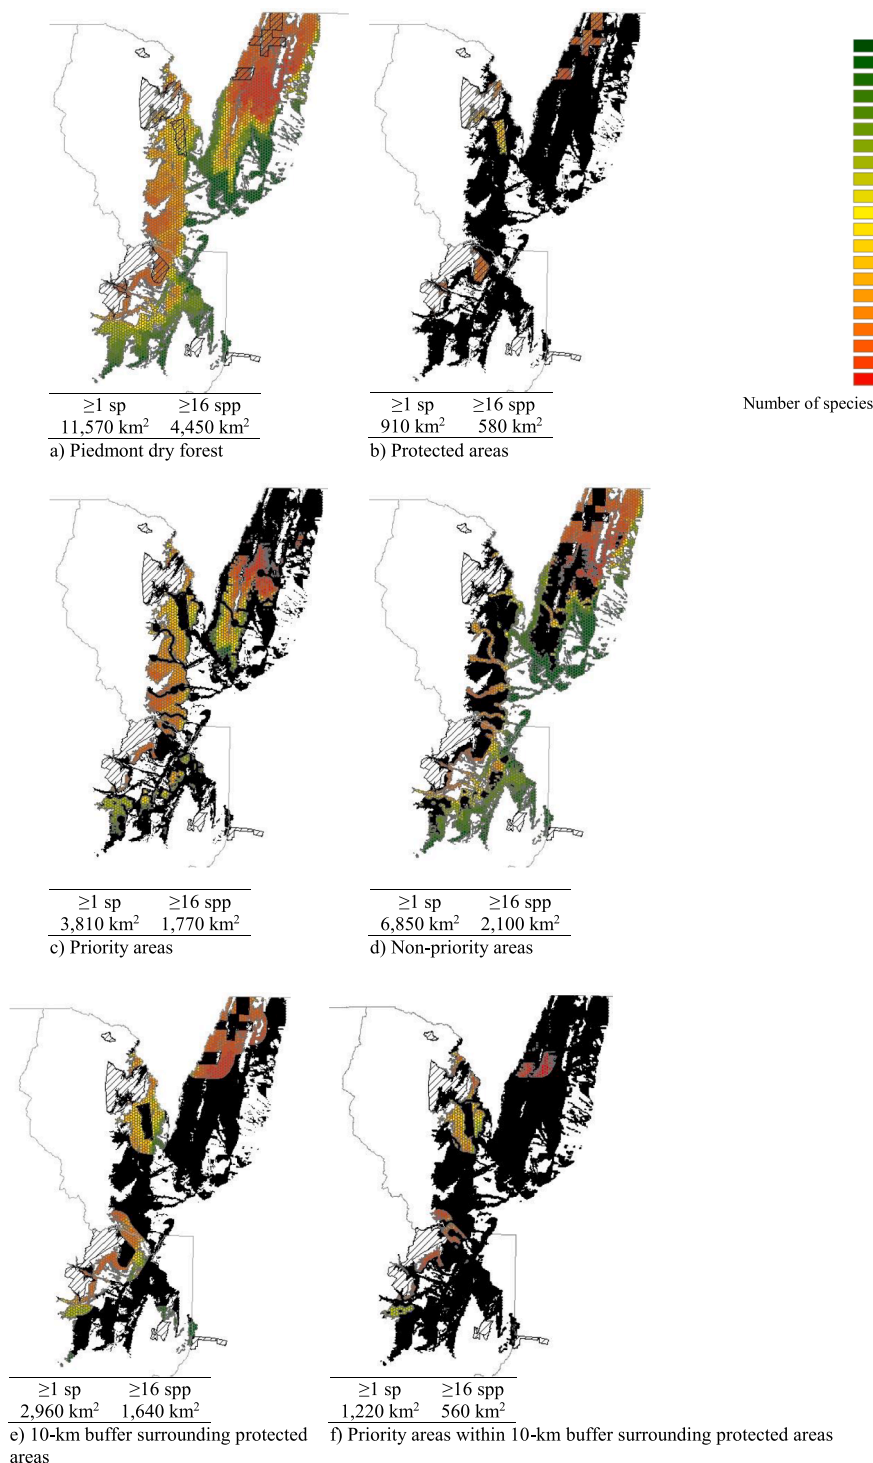 Number of species
≥1 sp ≥16 spp
11,570 km² 4,450 km²
a) Piedmont dry forest
≥1 sp ≥16 spp
910 km² 580 km²
b) Protected areas
≥1 sp ≥16 spp
3,810 km² 1,770 km²
c) Priority areas
≥1 sp ≥16 spp
6,850 km² 2,100 km²
d) Non-priority areas
≥1 sp ≥16 spp
2,960 km² 1,640 km²
e) 10-km buffer surrounding protected
areas
≥1 sp ≥16 spp
1,220 km² 560 km²
f) Priority areas within 10-km buffer surrounding protected areas